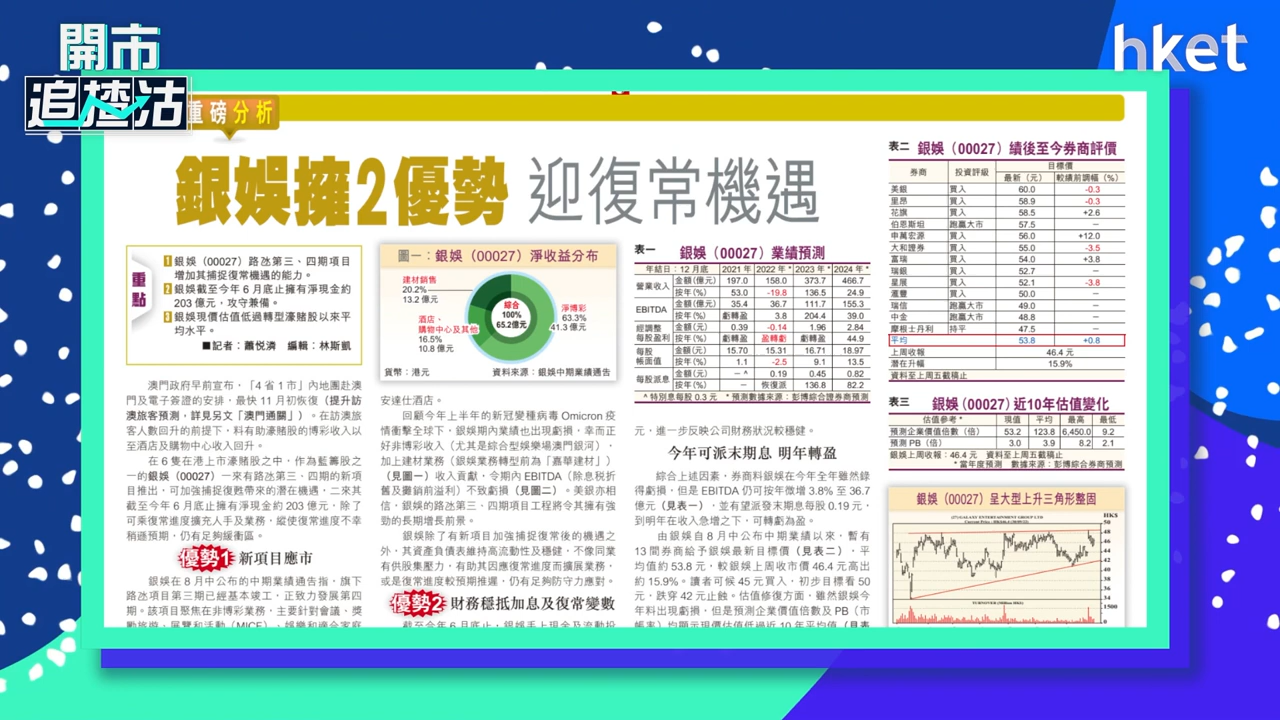 開市
追揸沽
hket
重磅分析
銀娛擁2優勢 迎復常機遇
重點
1 銀娛（00027）路氹第三、四期項目
增加其捕捉復常機遇的能力。
2 銀娛截至今年6月底止擁有淨現金約
203億元，攻守兼備。
3 銀娛現價估值低過轉型濠賭股以來平
均水平。
■記者：蕭悦漪 編輯：林斯凱
澳門政府早前宣布，「4省1市」內地團赴澳
門及電子簽證的安排，最快11月初恢復（提升訪
澳旅客預測，詳見另文「澳門通關」）。在訪澳旅
客人數回升的前提下，料有助濠賭股的博彩收入以
至酒店及購物中心收入回升。
在6隻在港上市濠賭股之中，作為藍籌股之
一的銀娛（00027）一來有路氹第三、四期的新項
目推出，可加強捕捉復甦帶來的潛在機遇，二來其
截至今年6月底止擁有淨現金約203億元，除了
可乘復常進度擴充人手及業務，縱使復常進度不幸
稍遜預期，仍有足夠緩衝區。
優勢1 新項目應市
銀娛在8月中公布的中期業績通告指，旗下
路氹項目第三期已經基本竣工，正致力發展第四
期。該項目聚焦在非博彩業務，主要針對會議、獎
勵旅遊、展覽和活動（MICE）、娛樂和適合家庭
圖一：銀娛（00027）淨收益分布
建材銷售
20.2%
13.2億元
酒店、
購物中心及其他
16.5%
10.8億元
綜合
100%
65.2億元
淨博彩
63.3%
41.3億元
貨幣：港元 資料來源：銀娛中期業績通告
安達仕酒店。
回顧今年上半年的新冠變種病毒Omicron疫
情衝擊全球下，銀娛期內業績也出現虧損，幸而正
好非博彩收入（尤其是綜合型娛樂場澳門銀河），
加上建材業務（銀娛業務轉型前為「嘉華建材」）
（見圖一）收入貢獻，令期內EBITDA（除息稅折
舊及攤銷前溢利）不致虧損（見圖二）。美銀亦相
信，銀娛的路氹第三、四期項目工程將令其擁有強
勁的長期增長前景。
銀娛除了有新項目加強捕捉復常後的機遇之
外，其資產負債表維持高流動性及穩健，不像同業
有供股集壓力，有助其因應復常進度而擴展業務，
或是復常進度較預期推遲，仍有足夠防守力應對。
優勢2 財務穩抵加息及復常變數
截至今年6月底止，銀娛手上現金及流動投
表一 銀娛（00027）業績預測
年結日：12月底 2021年 2022年* 2023年* 2024年*
營業收入 金額（億元） 197.0 158.0 373.7 466.7
按年（%） 53.0 -19.8 136.5 24.9
EBITDA 金額（億元） 35.4 36.7 111.7 155.3
按年（%） 虧轉盈 3.8 204.4 39.0
經調整每股盈利 金額（元） 0.39 -0.14 1.96 2.84
按年（%） 虧轉盈 盈轉虧 虧轉盈 44.9
每股帳面值 金額（元） 15.70 15.31 16.71 18.97
按年（%） 1.1 -2.5 9.1 13.5
每股派息 金額（元） －^ 0.19 0.45 0.82
按年（%） － 恢復派 136.8 82.2
^特別息每股0.3元 *預測數據來源：彭博綜合證券商預測
元，進一步反映公司財務狀況較穩健。
今年可派末期息 明年轉盈
綜合上述因素，券商料銀娛在今年全年雖然錄
得虧損，但是EBITDA仍可按年微增3.8%至36.7
億元（見表一），並有望派發末期息每股0.19元，
到明年在收入急增之下，可轉虧為盈。
由銀娛自8月中公布中期業績以來，暫有
13間券商給予銀娛最新目標價（見表二），平
均值約53.8元，較銀娛上周收市價46.4元高出
約15.9%。讀者可候45元買入，初步目標看50
元，跌穿42元止蝕。估值修復方面，雖然銀娛今
年料出現虧損，但是預測企業價值倍數及PB（市
帳率）均顯示現價估值低過近10年平均值（見表
表二 銀娛（00027）績後至今券商評價
券商 投資評級 目標價
最新（元） 較績前調幅（%）
美銀 買入 60.0 -0.3
里昂 買入 58.9 -0.3
花旗 買入 58.5 +2.6
伯恩斯坦 跑贏大市 57.5 －
申萬宏源 買入 56.0 +12.0
大和證券 買入 55.0 -3.5
富瑞 買入 54.0 +3.8
瑞銀 買入 52.7 －
星展 買入 52.1 -3.8
滙豐 買入 50.0 －
瑞信 跑贏大市 49.0 －
中金 跑贏大市 48.8 －
摩根士丹利 持平 47.5 －
平均 53.8 +0.8
上周收報 46.4元
潛在升幅 15.9%
資料至上周五截稿止
表三 銀娛（00027）近10年估值變化
估值參考* 現值 平均 最高 最低
預測企業價值倍數（倍） 53.2 123.8 6,450.0 9.2
預測PB（倍） 3.0 3.9 8.2 2.1
銀娛上周收報：46.4元 資料至上周五截稿止
*當年度預測 數據來源：彭博綜合券商預測
銀娛（00027）呈大型上升三角形整固
(27) GALAXY ENTERTAINMENT GROUP LTD
HK$
50
48
46
44
42
40
38
36
34
TURNOVER (Million HK$)
1500
0